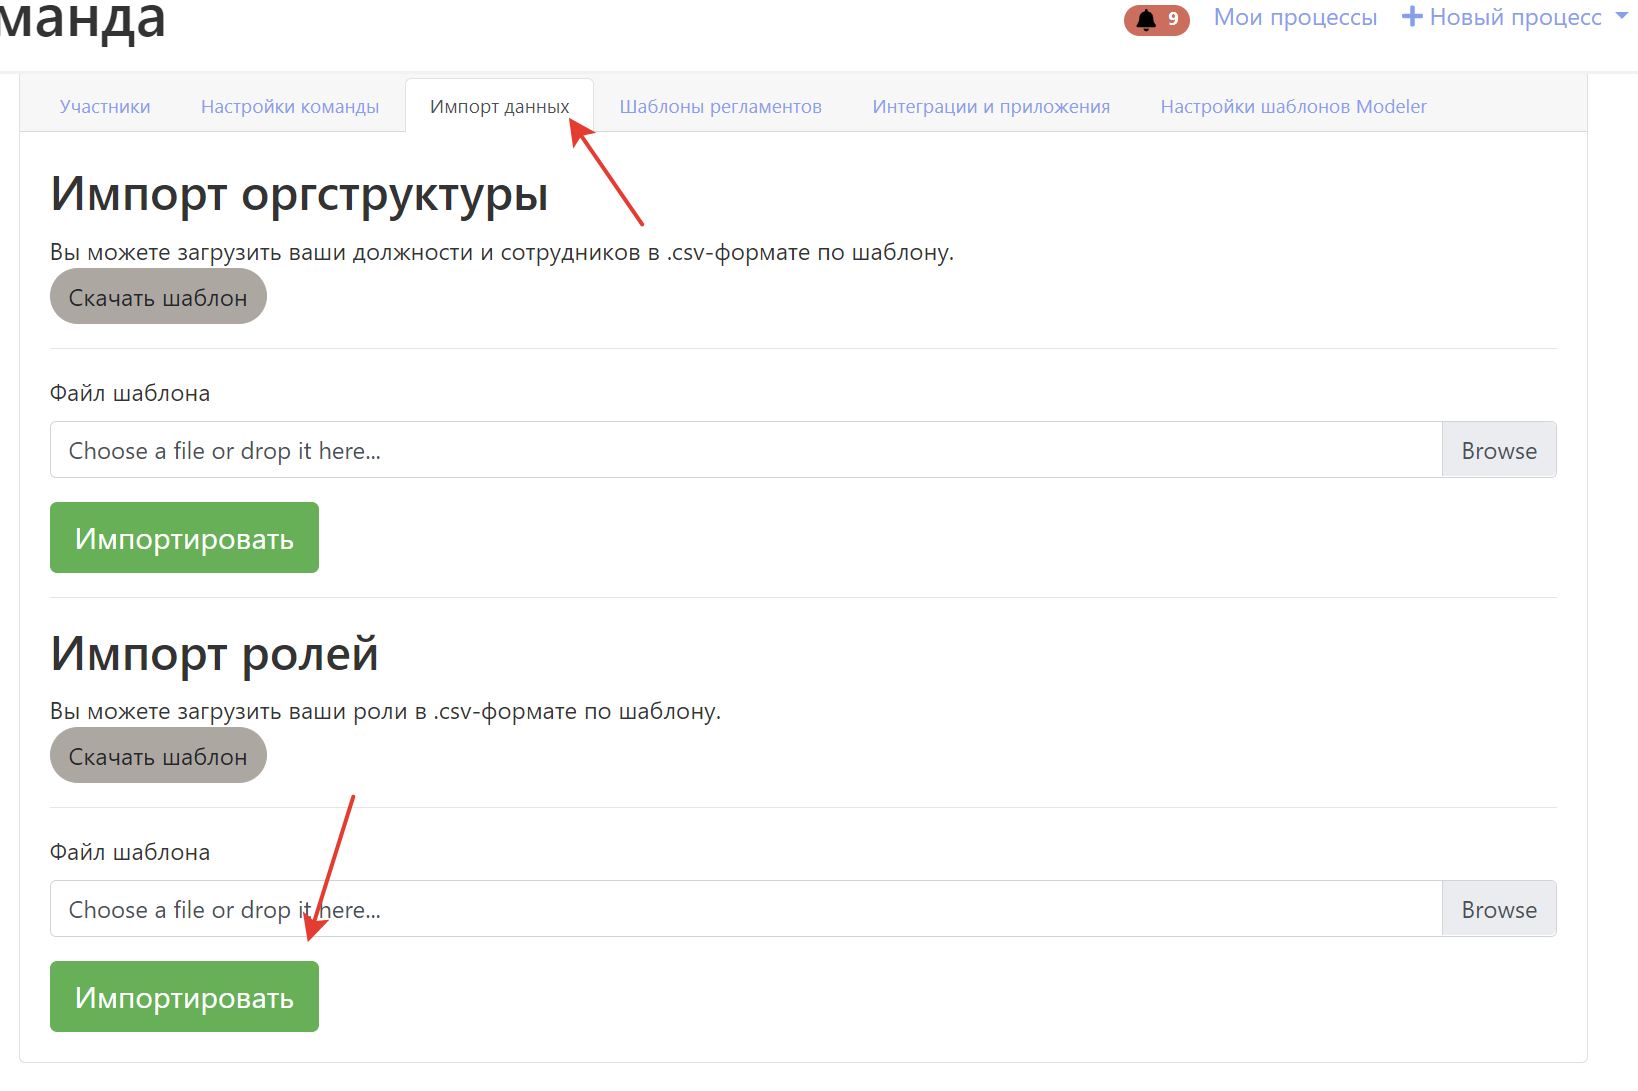 манда
9 Мои процессы Новый процесс
Участники Настройки команды Импорт данных Шаблоны регламентов Интеграции и приложения Настройки шаблонов Modeler
Импорт оргструктуры
Вы можете загрузить ваши должности и сотрудников в .csv-формате по шаблону.
Скачать шаблон
Файл шаблона
Choose a file or drop it here... Browse
Импортировать
Импорт ролей
Вы можете загрузить ваши роли в .csv-формате по шаблону.
Скачать шаблон
Файл шаблона
Choose a file or drop it here... Browse
Импортировать